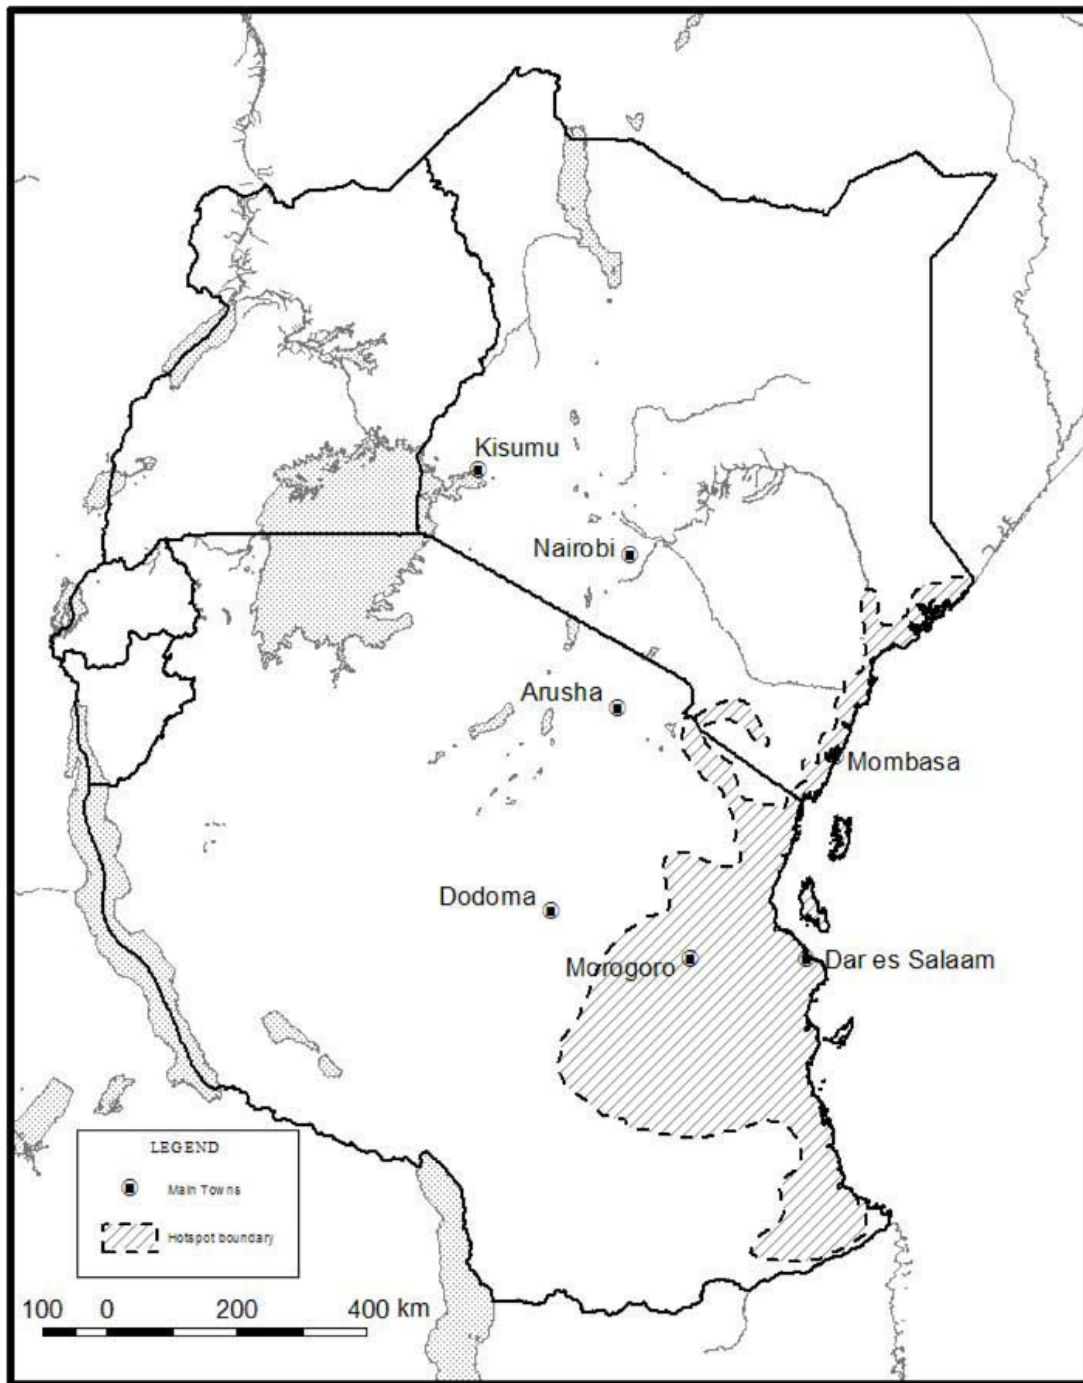 Kisumu
Nairobi
Arusha
Mombasa
Dodoma
Morogoro
Dar es Salaam
LEGEND
Main Towns
Hotspot boundary
100 0 200 400 km